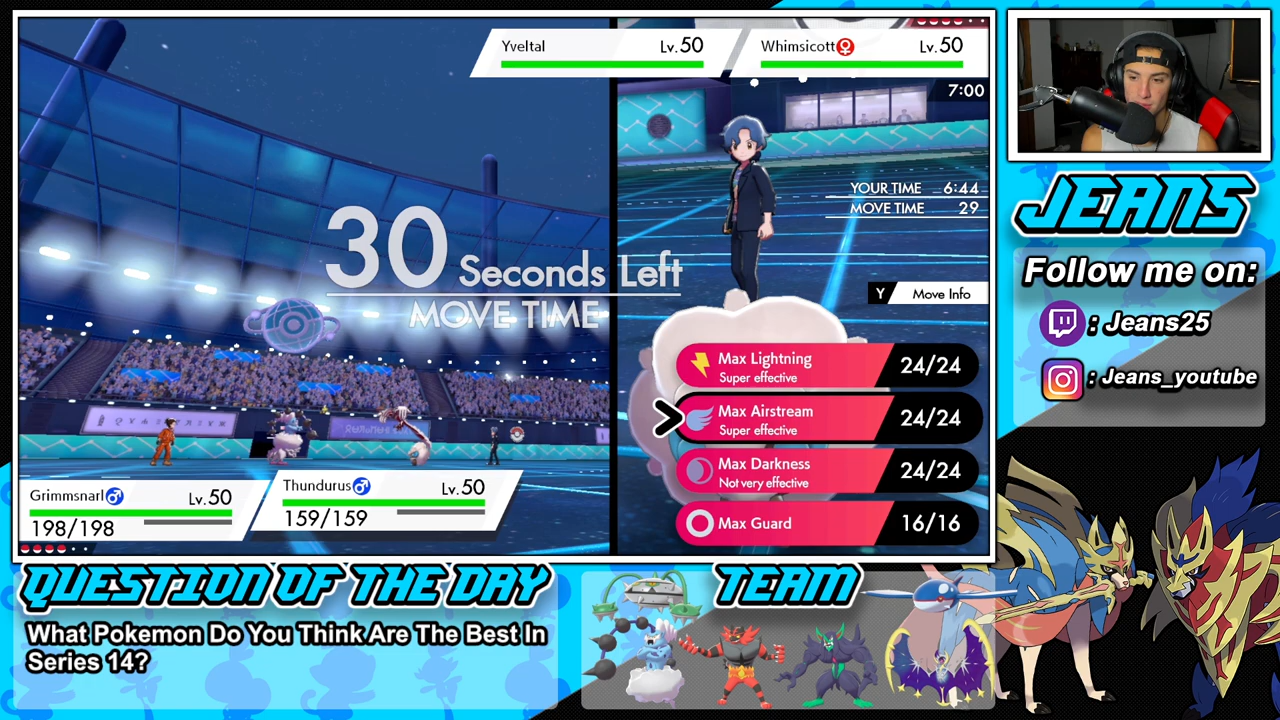 Yveltal
Lv. 50
Whimsicott
Lv. 50
7:00
YOUR TIME 6:44
MOVE TIME 29
30 Seconds Left
MOVE TIME
Y Move Info
Max Lightning
Super effective
24/24
Max Airstream
Super effective
24/24
Max Darkness
Not very effective
24/24
Max Guard
16/16
Grimmsnarl
Lv. 50
198/198
Thundurus
Lv. 50
159/159
JEANS
Follow me on:
: Jeans25
: Jeans_youtube
QUESTION OF THE DAY
What Pokemon Do You Think Are The Best In
Series 14?
TEAM